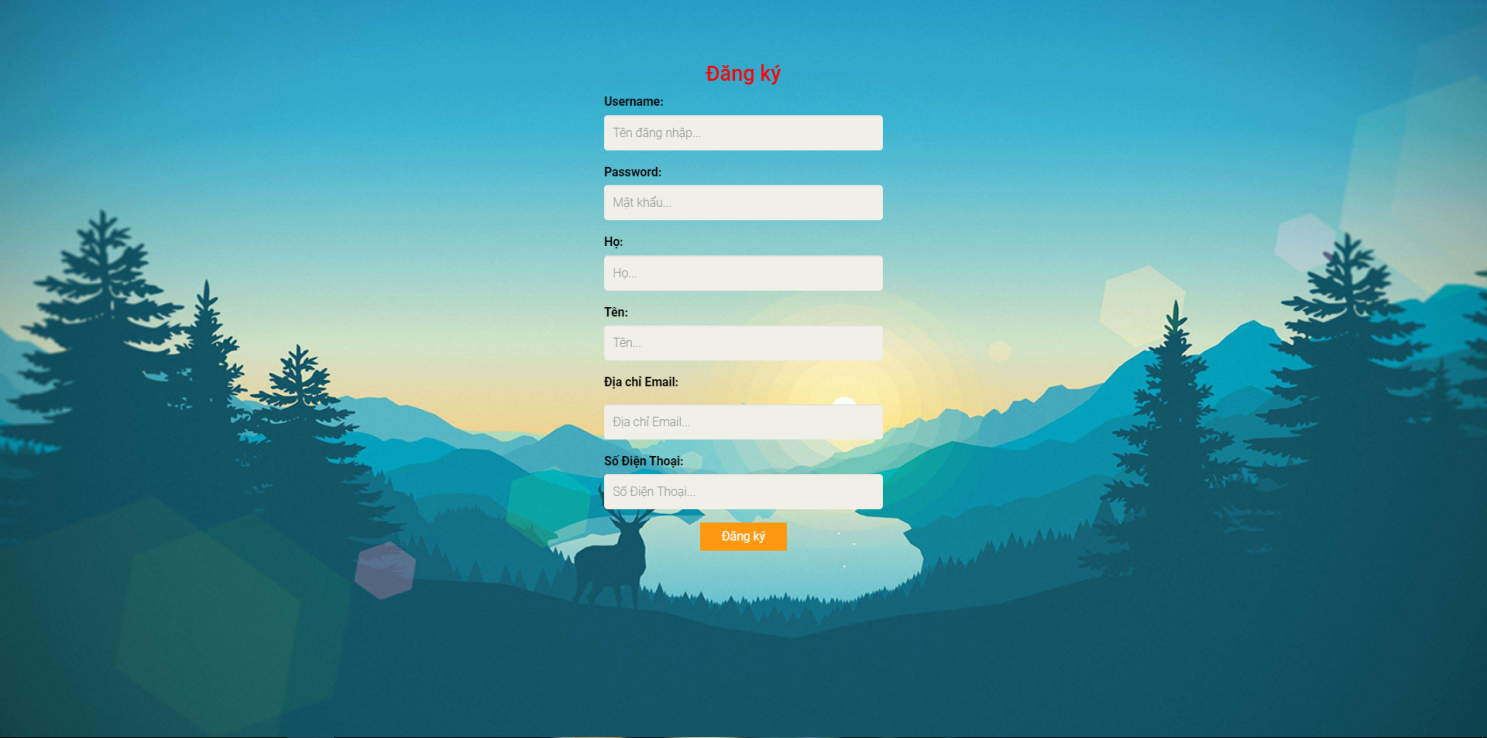 Đăng ký
Username:
Tên đăng nhập...
Password:
Mật khẩu...
Họ:
Họ...
Tên:
Tên...
Địa chỉ Email:
Địa chỉ Email...
Số Điện Thoại:
Số Điện Thoại...
Đăng ký